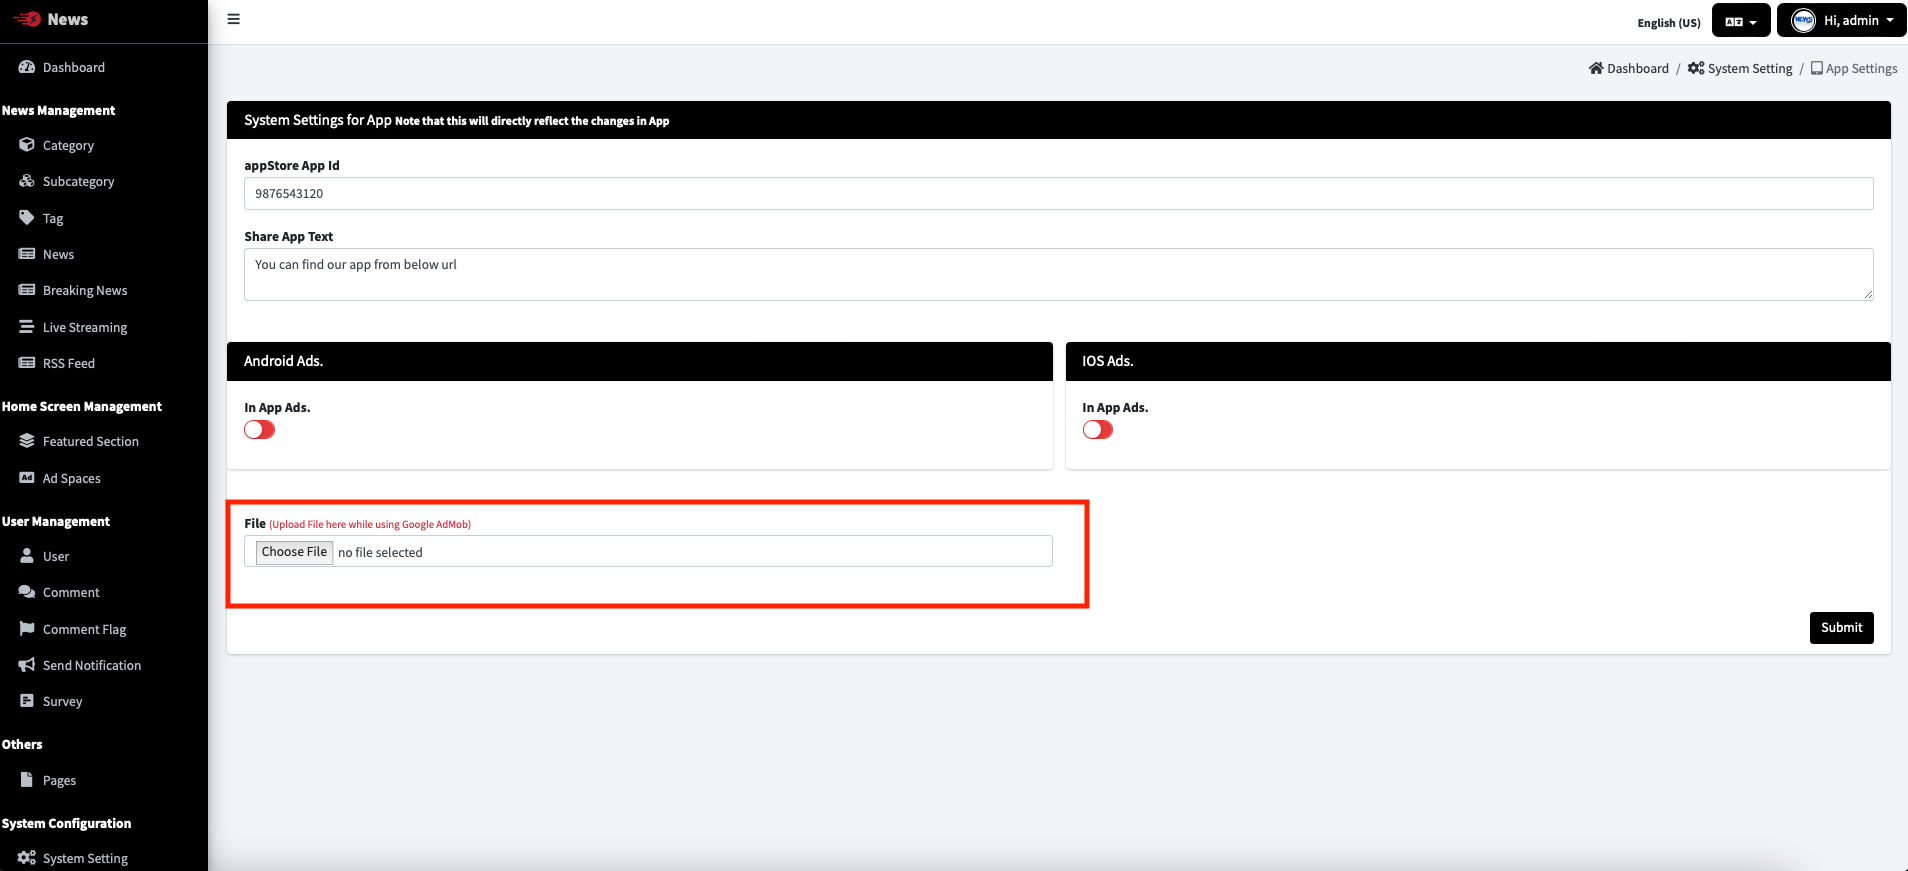 News
English (US)
Hi, admin
Dashboard
Dashboard / System Setting / App Settings
News Management
Category
Subcategory
Tag
News
Breaking News
Live Streaming
RSS Feed
Home Screen Management
Featured Section
Ad Spaces
User Management
User
Comment
Comment Flag
Send Notification
Survey
Others
Pages
System Configuration
System Setting
System Settings for App Note that this will directly reflect the changes in App
appStore App Id
9876543120
Share App Text
You can find our app from below url
Android Ads.
In App Ads.
IOS Ads.
In App Ads.
File (Upload File here while using Google AdMob)
Choose File no file selected
Submit